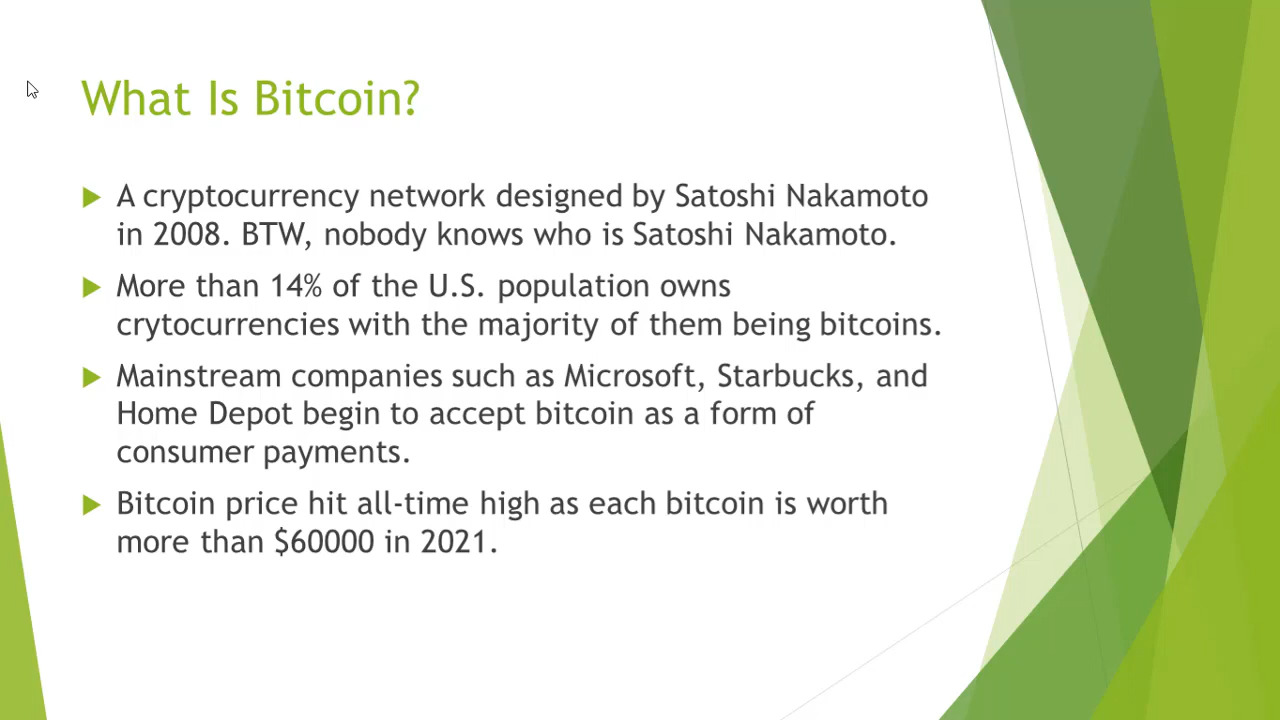 What Is Bitcoin?
A cryptocurrency network designed by Satoshi Nakamoto
in 2008. BTW, nobody knows who is Satoshi Nakamoto.
More than 14% of the U.S. population owns
crytocurrencies with the majority of them being bitcoins.
Mainstream companies such as Microsoft, Starbucks, and
Home Depot begin to accept bitcoin as a form of
consumer payments.
Bitcoin price hit all-time high as each bitcoin is worth
more than $60000 in 2021.